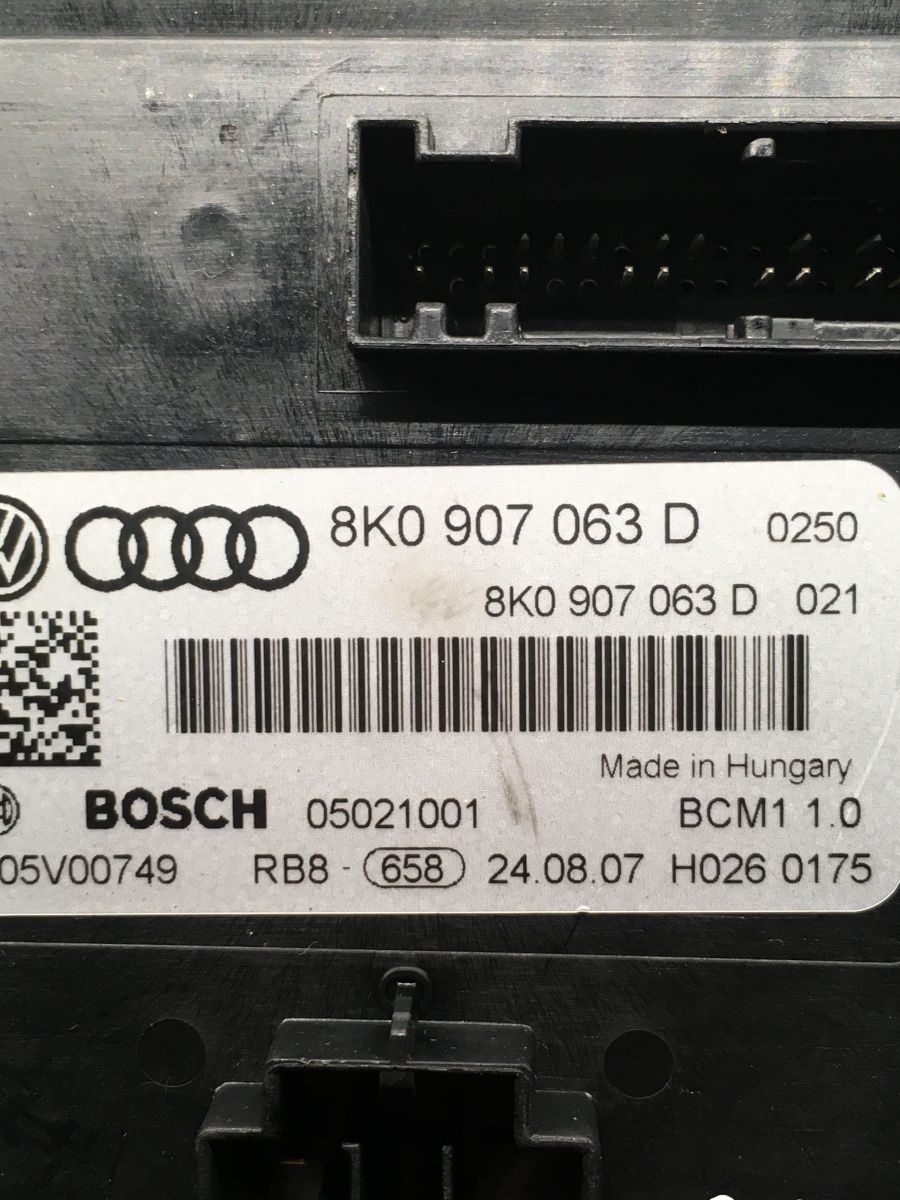 8K0 907 063 D 0250
8K0 907 063 D 021
Made in Hungary
BOSCH 05021001 BCM1 1.0
05V00749 RB8 - 658 24.08.07 H026 0175